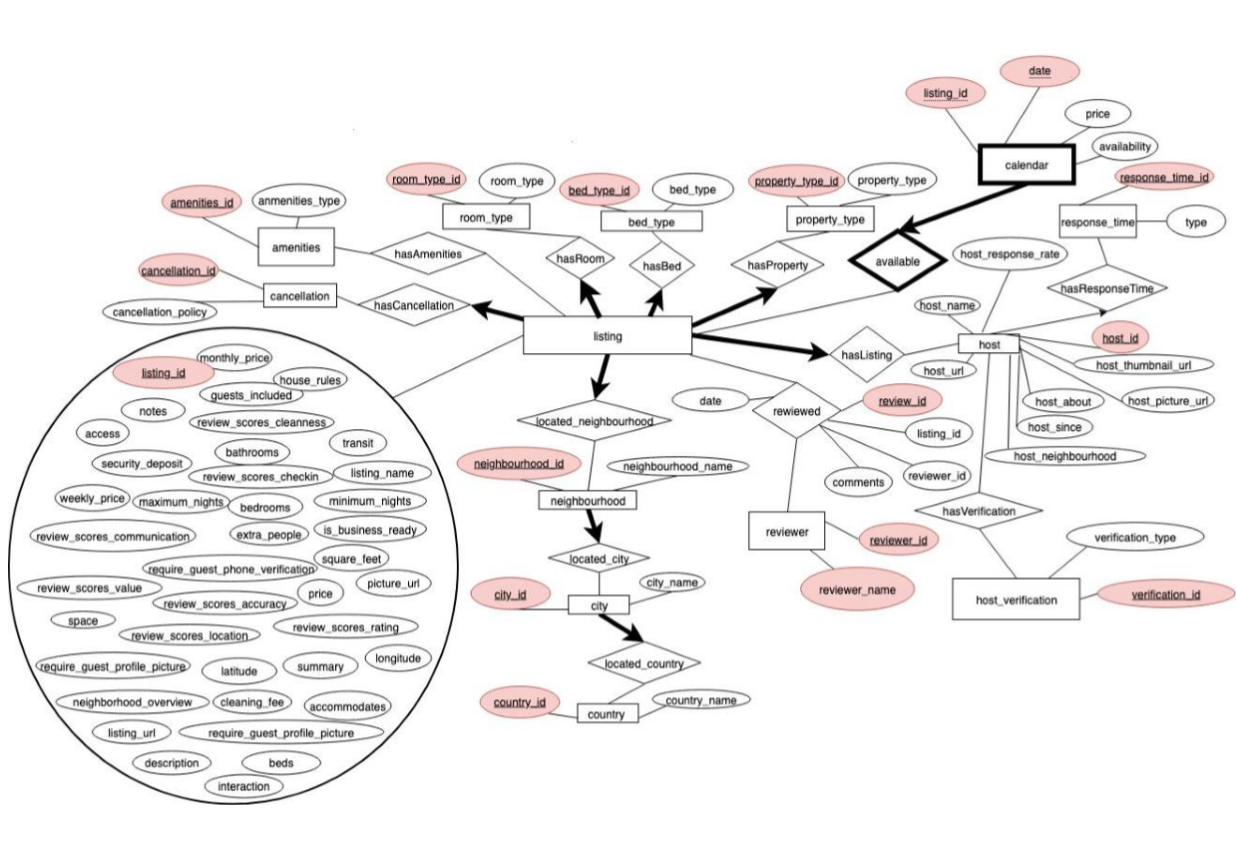 date
listing_id
price
calendar
availability
room_type_id
room_type
bed_type_id
bed_type
property_type_id
property_type
response_time_id
amenities_id
anmenities_type
room_type
bed_type
property_type
response_time
type
amenities
hasAmenities
hasRoom
hasBed
hasProperty
available
host_response_rate
cancellation_id
cancellation
hasCancellation
hasResponseTime
cancellation_policy
host_name
listing
host
host_id
hasListing
host_url
host_thumbnail_url
monthly_price
listing_id
house_rules
guests_included
notes
review_scores_cleanness
access
transit
bathrooms
security_deposit
review_scores_checkin
listing_name
weekly_price
maximum_nights
bedrooms
minimum_nights
review_scores_communication
extra_people
is_business_ready
square_feet
require_guest_phone_verification
review_scores_value
picture_url
price
review_scores_accuracy
space
review_scores_location
review_scores_rating
require_guest_profile_picture
latitude
summary
longitude
neighborhood_overview
cleaning_fee
accommodates
listing_url
require_guest_profile_picture
description
beds
interaction
located_neighbourhood
neighbourhood_id
neighbourhood_name
neighbourhood
located_city
city_id
city_name
city
located_country
country_id
country_name
country
date
rewiewed
review_id
listing_id
reviewer_id
comments
reviewer
reviewer_id
reviewer_name
host_about
host_picture_url
host_since
host_neighbourhood
hasVerification
verification_type
host_verification
verification_id